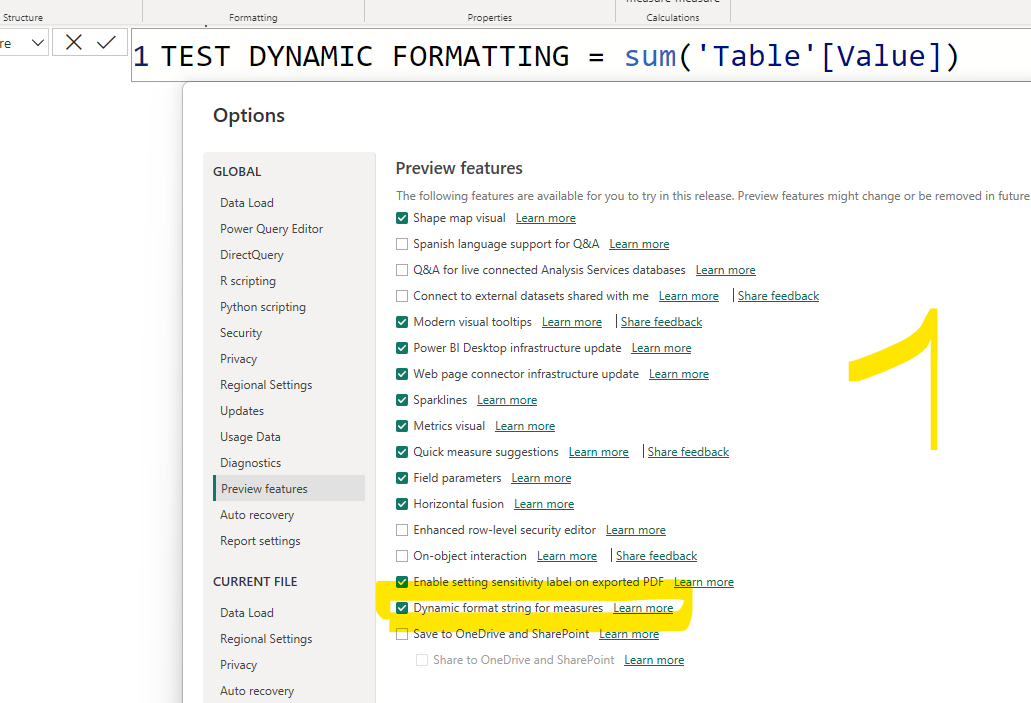 Structure
Formatting
Properties
Calculations
re
1 TEST DYNAMIC FORMATTING = sum('Table'[Value])
Options
GLOBAL
Data Load
Power Query Editor
DirectQuery
R scripting
Python scripting
Security
Privacy
Regional Settings
Updates
Usage Data
Diagnostics
Preview features
Auto recovery
Report settings
CURRENT FILE
Data Load
Regional Settings
Privacy
Auto recovery
Preview features
The following features are available for you to try in this release. Preview features might change or be removed in future
Shape map visual Learn more
Spanish language support for Q&A Learn more
Q&A for live connected Analysis Services databases Learn more
Connect to external datasets shared with me Learn more | Share feedback
Modern visual tooltips Learn more | Share feedback
Power BI Desktop infrastructure update Learn more
Web page connector infrastructure update Learn more
Sparklines Learn more
Metrics visual Learn more
Quick measure suggestions Learn more | Share feedback
Field parameters Learn more
Horizontal fusion Learn more
Enhanced row-level security editor Learn more
On-object interaction Learn more | Share feedback
Enable setting sensitivity label on exported PDF Learn more
Dynamic format string for measures Learn more
Save to OneDrive and SharePoint Learn more
Share to OneDrive and SharePoint Learn more
1